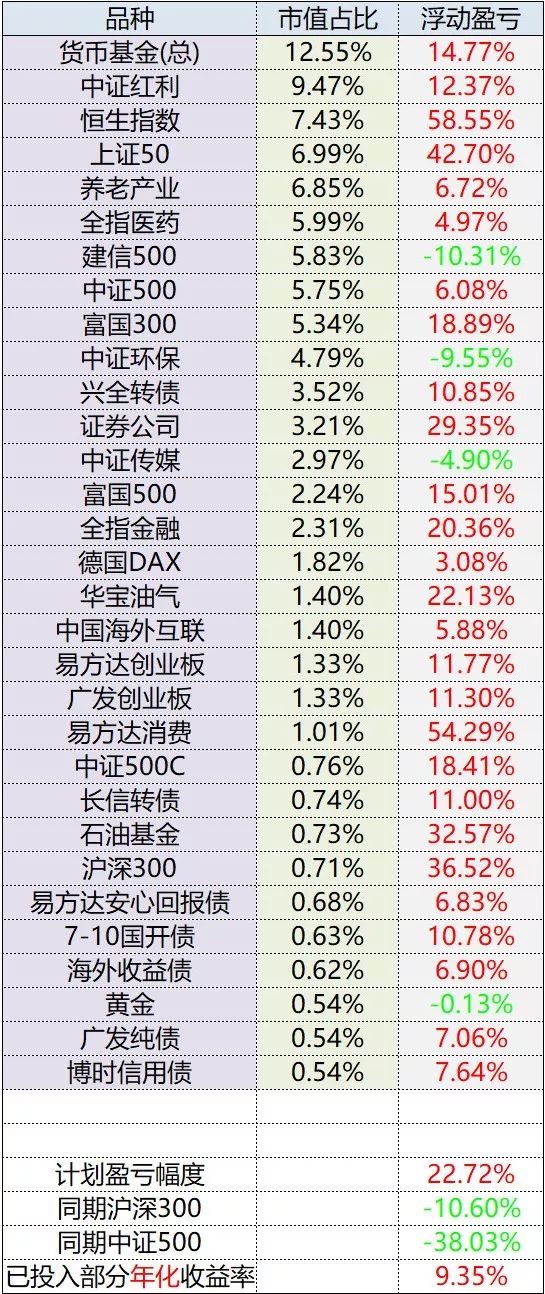 品种 市值占比 浮动盈亏
货币基金(总) 12.55% 14.77%
中证红利 9.47% 12.37%
恒生指数 7.43% 58.55%
上证50 6.99% 42.70%
养老产业 6.85% 6.72%
全指医药 5.99% 4.97%
建信500 5.83% -10.31%
中证500 5.75% 6.08%
富国300 5.34% 18.89%
中证环保 4.79% -9.55%
兴全转债 3.52% 10.85%
证券公司 3.21% 29.35%
中证传媒 2.97% -4.90%
富国500 2.24% 15.01%
全指金融 2.31% 20.36%
德国DAX 1.82% 3.08%
华宝油气 1.40% 22.13%
中国海外互联 1.40% 5.88%
易方达创业板 1.33% 11.77%
广发创业板 1.33% 11.30%
易方达消费 1.01% 54.29%
中证500C 0.76% 18.41%
长信转债 0.74% 11.00%
石油基金 0.73% 32.57%
沪深300 0.71% 36.52%
易方达安心回报债 0.68% 6.83%
7-10国开债 0.63% 10.78%
海外收益债 0.62% 6.90%
黄金 0.54% -0.13%
广发纯债 0.54% 7.06%
博时信用债 0.54% 7.64%
计划盈亏幅度 22.72%
同期沪深300 -10.60%
同期中证500 -38.03%
已投入部分年化收益率 9.35%